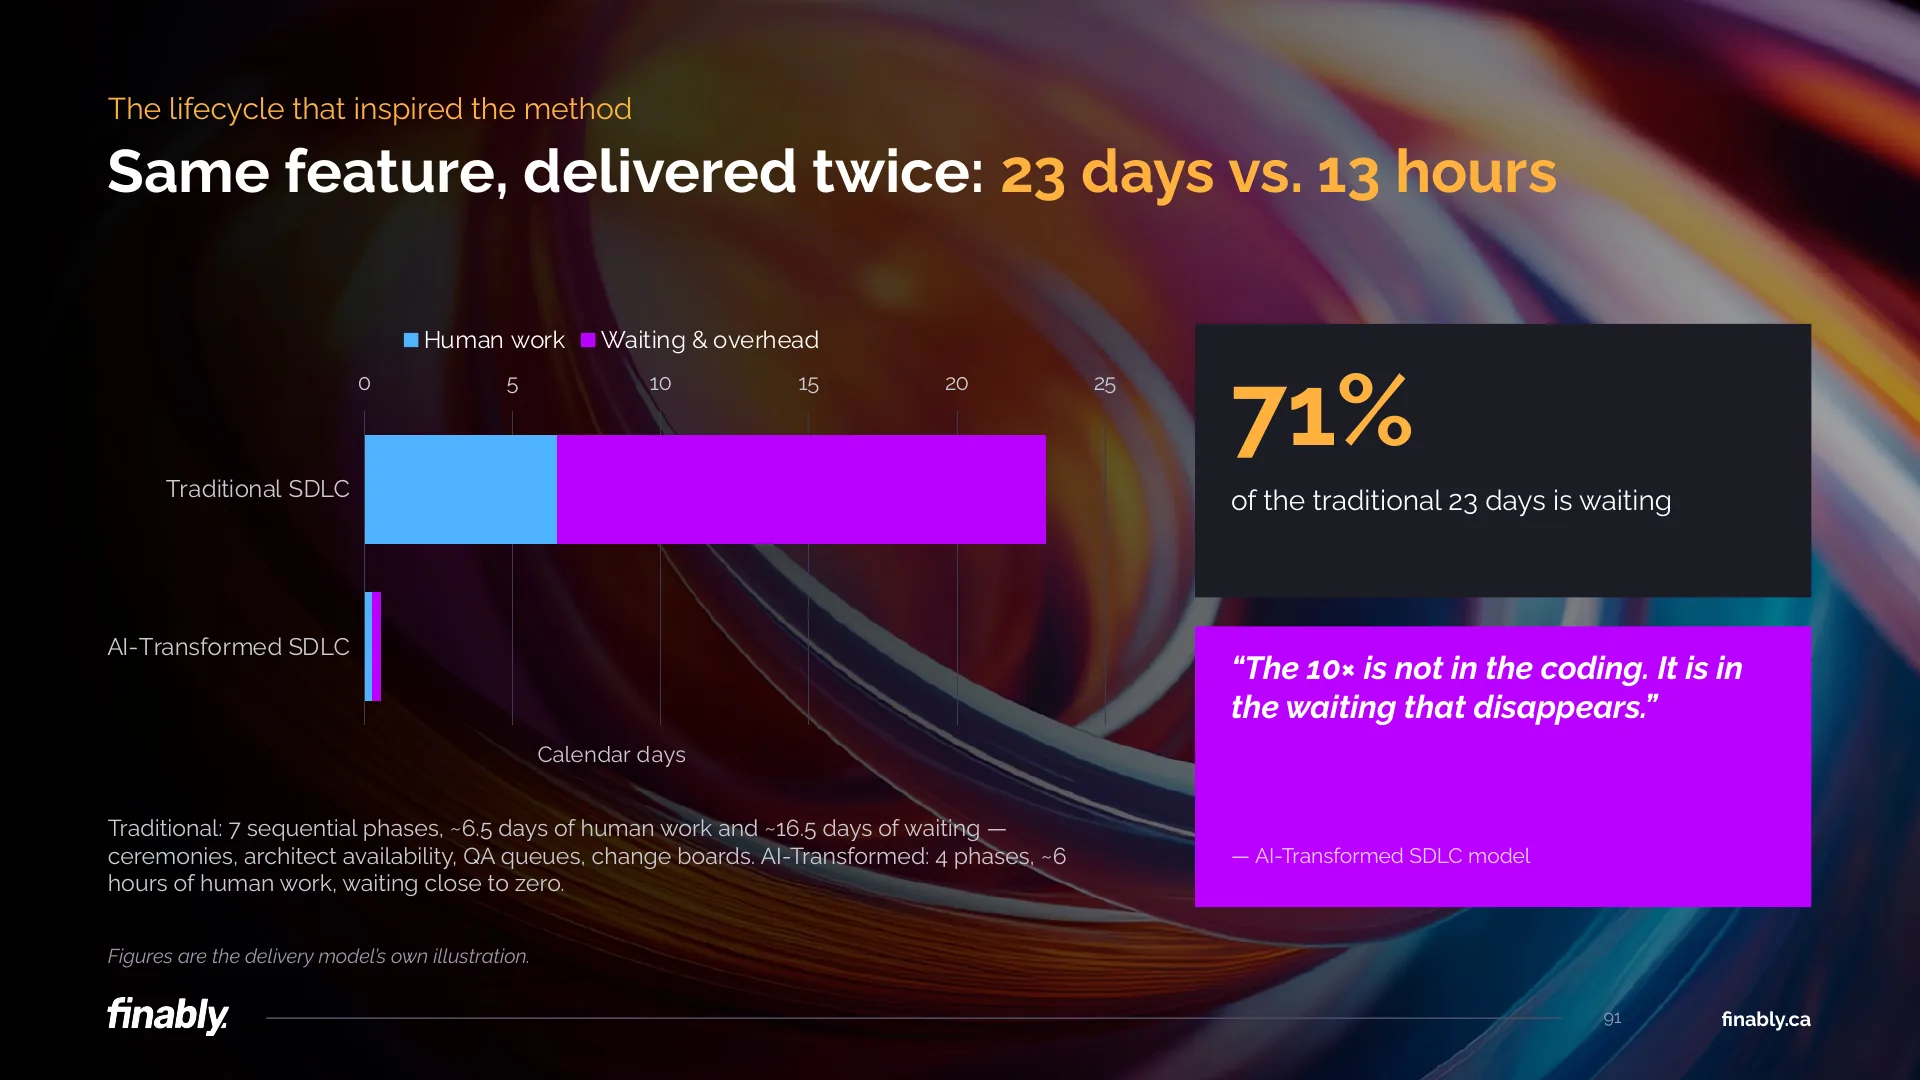 The lifecycle that inspired the method
Same feature, delivered twice: 23 days vs. 13 hours
Human work Waiting & overhead
0 5 10 15 20 25
Traditional SDLC
AI-Transformed SDLC
Calendar days
Traditional: 7 sequential phases, ~6.5 days of human work and ~16.5 days of waiting —
ceremonies, architect availability, QA queues, change boards. AI-Transformed: 4 phases, ~6
hours of human work, waiting close to zero.
Figures are the delivery model’s own illustration.
71%
of the traditional 23 days is waiting
“The 10× is not in the coding. It is in
the waiting that disappears.”
— AI-Transformed SDLC model
finably.
91
finably.ca